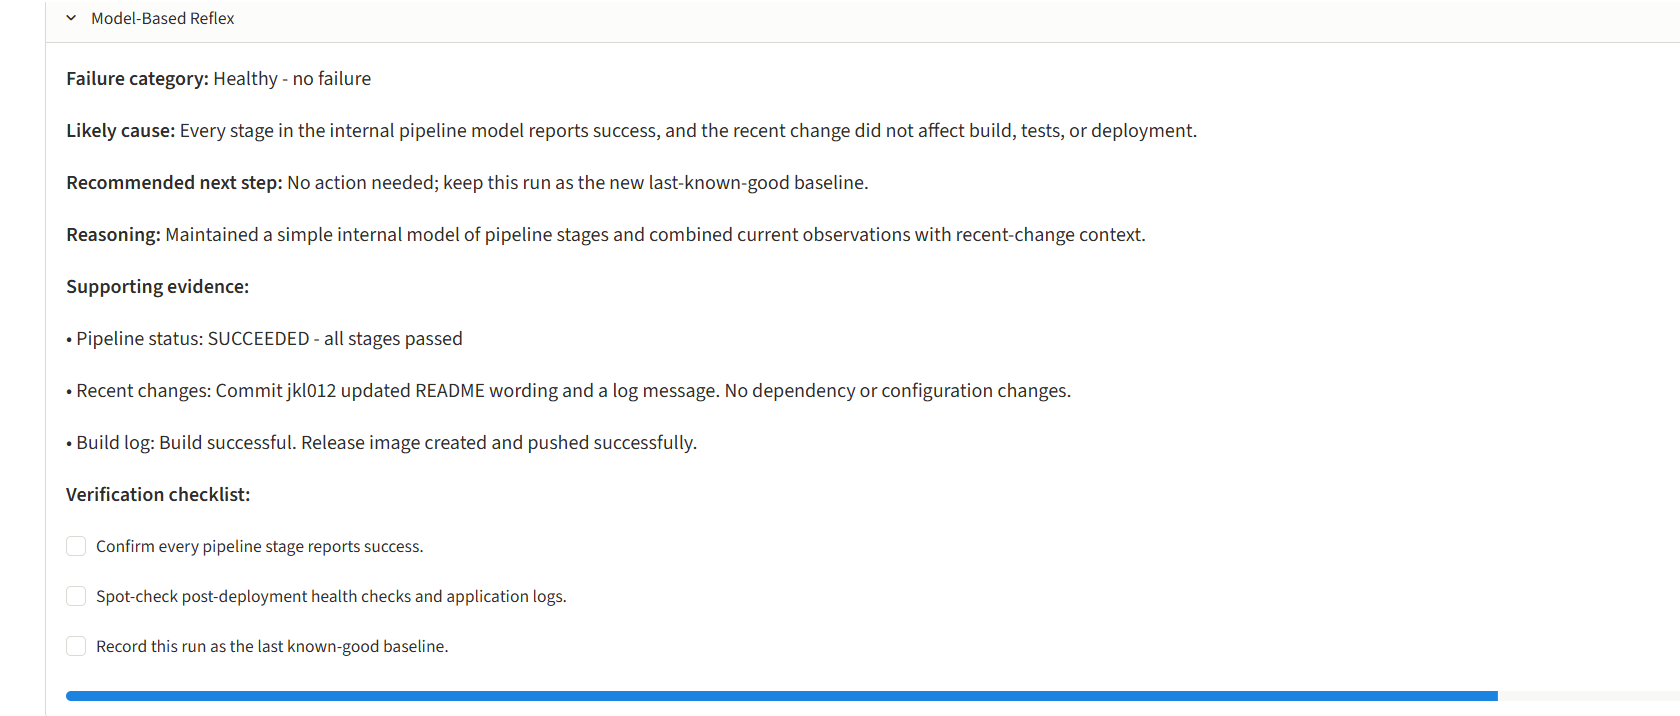 Model-Based Reflex
Failure category: Healthy - no failure
Likely cause: Every stage in the internal pipeline model reports success, and the recent change did not affect build, tests, or deployment.
Recommended next step: No action needed; keep this run as the new last-known-good baseline.
Reasoning: Maintained a simple internal model of pipeline stages and combined current observations with recent-change context.
Supporting evidence:
• Pipeline status: SUCCEEDED - all stages passed
• Recent changes: Commit jkl012 updated README wording and a log message. No dependency or configuration changes.
• Build log: Build successful. Release image created and pushed successfully.
Verification checklist:
Confirm every pipeline stage reports success.
Spot-check post-deployment health checks and application logs.
Record this run as the last known-good baseline.